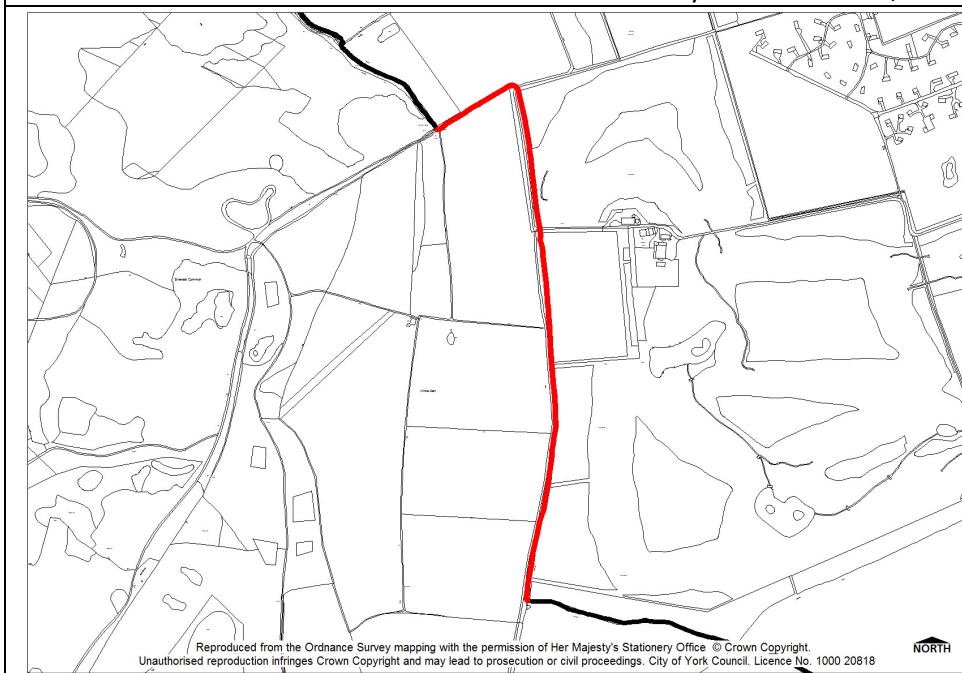 Strensall Common
Reproduced from the Ordnance Survey mapping with the permission of Her Majesty's Stationery Office © Crown Copyright.
Unauthorised reproduction infringes Crown Copyright and may lead to prosecution or civil proceedings. City of York Council. Licence No. 1000 20818
NORTH